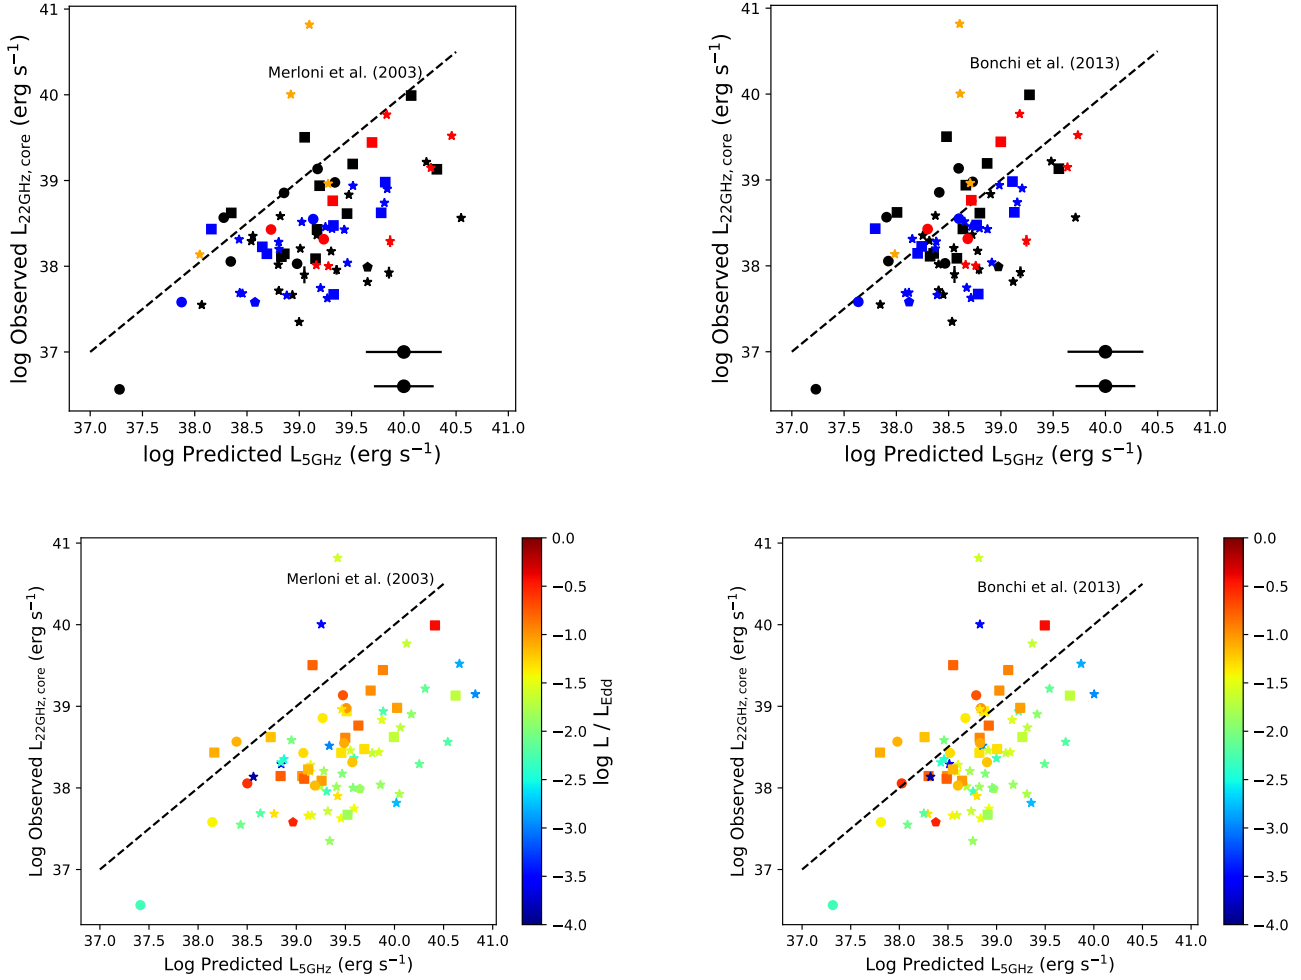 41
40
39
38
37
log Observed L22GHz, core (erg s−1)
Merloni et al. (2003)
37.0 37.5 38.0 38.5 39.0 39.5 40.0 40.5 41.0
log Predicted L5GHz (erg s−1)
41
40
39
38
37
log Observed L22GHz, core (erg s−1)
Bonchi et al. (2013)
37.0 37.5 38.0 38.5 39.0 39.5 40.0 40.5 41.0
log Predicted L5GHz (erg s−1)
41
40
39
38
37
Log Observed L22GHz, core (erg s−1)
Merloni et al. (2003)
37.0 37.5 38.0 38.5 39.0 39.5 40.0 40.5 41.0
Log Predicted L5GHz (erg s−1)
0.0
−0.5
−1.0
−1.5
−2.0
−2.5
−3.0
−3.5
−4.0
log L / LEdd
41
40
39
38
37
Log Observed L22GHz, core (erg s−1)
Bonchi et al. (2013)
37.0 37.5 38.0 38.5 39.0 39.5 40.0 40.5 41.0
Log Predicted L5GHz (erg s−1)
0.0
−0.5
−1.0
−1.5
−2.0
−2.5
−3.0
−3.5
−4.0